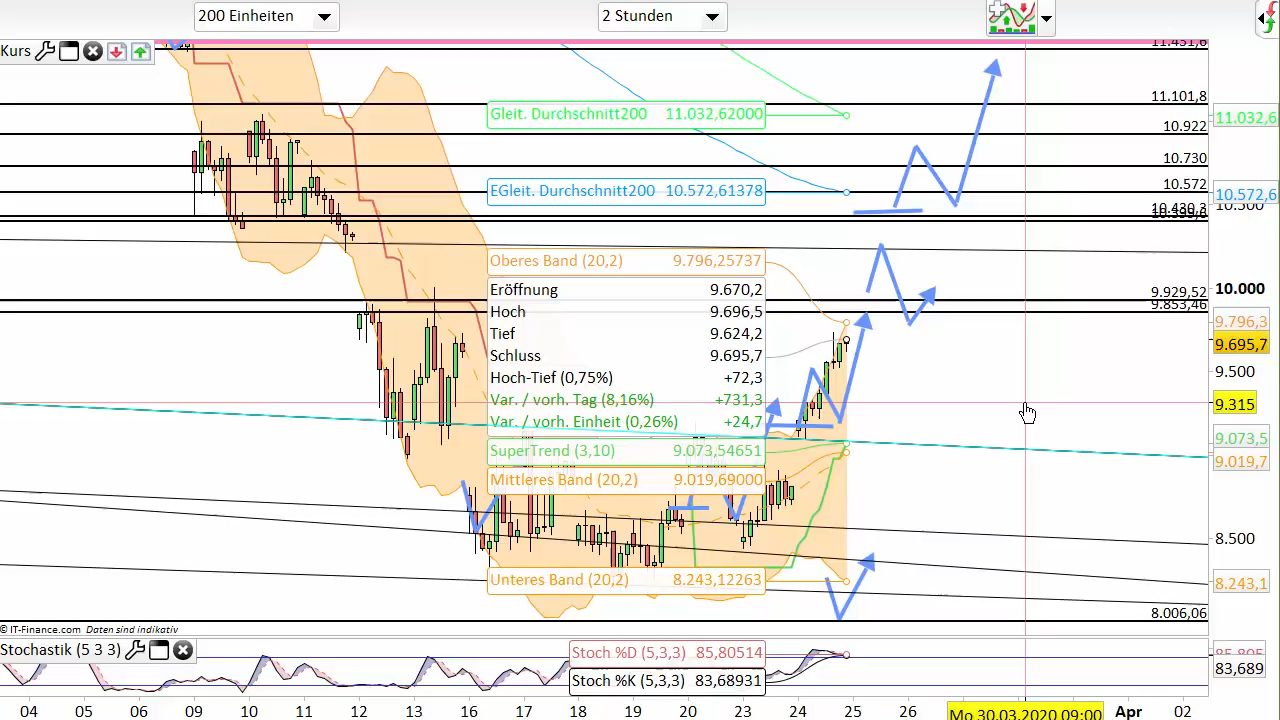 200 Einheiten
2 Stunden
Kurs
11.431,6
11.101,8
10.922
10.730
10.572
10.430,3
10.500
9.929,52
9.853,46
10.000
9.500
8.500
8.006,06
11.032,6
10.572,6
9.796,3
9.695,7
9.315
9.073,5
9.019,7
8.243,1
Gleit. Durchschnitt200 11.032,62000
EGleit. Durchschnitt200 10.572,61378
Oberes Band (20,2) 9.796,25737
Eröffnung 9.670,2
Hoch 9.696,5
Tief 9.624,2
Schluss 9.695,7
Hoch-Tief (0,75%) +72,3
Var. / vorh. Tag (8,16%) +731,3
Var. / vorh. Einheit (0,26%) +24,7
SuperTrend (3,10) 9.073,54651
Mittleres Band (20,2) 9.019,69000
Unteres Band (20,2) 8.243,12263
© IT-Finance.com Daten sind indikativ
Stochastik (5 3 3)
Stoch %D (5,3,3) 85,80514
Stoch %K (5,3,3) 83,68931
83,689
04 05 06 09 10 11 12 13 16 17 18 19 20 23 24 25 26 Mo 30.03.2020 09:00 Apr 02